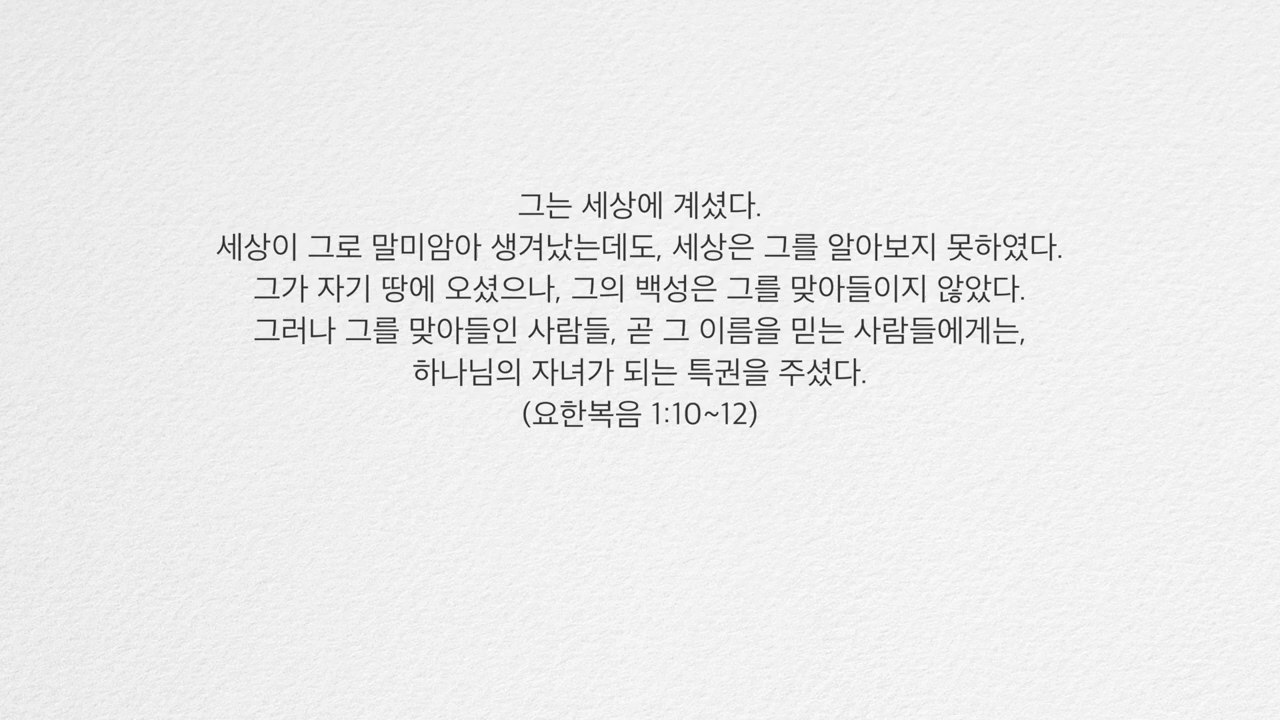 그는 세상에 계셨다.
세상이 그로 말미암아 생겨났는데도, 세상은 그를 알아보지 못하였다.
그가 자기 땅에 오셨으나, 그의 백성은 그를 맞아들이지 않았다.
그러나 그를 맞아들인 사람들, 곧 그 이름을 믿는 사람들에게는,
하나님의 자녀가 되는 특권을 주셨다.
(요한복음 1:10~12)